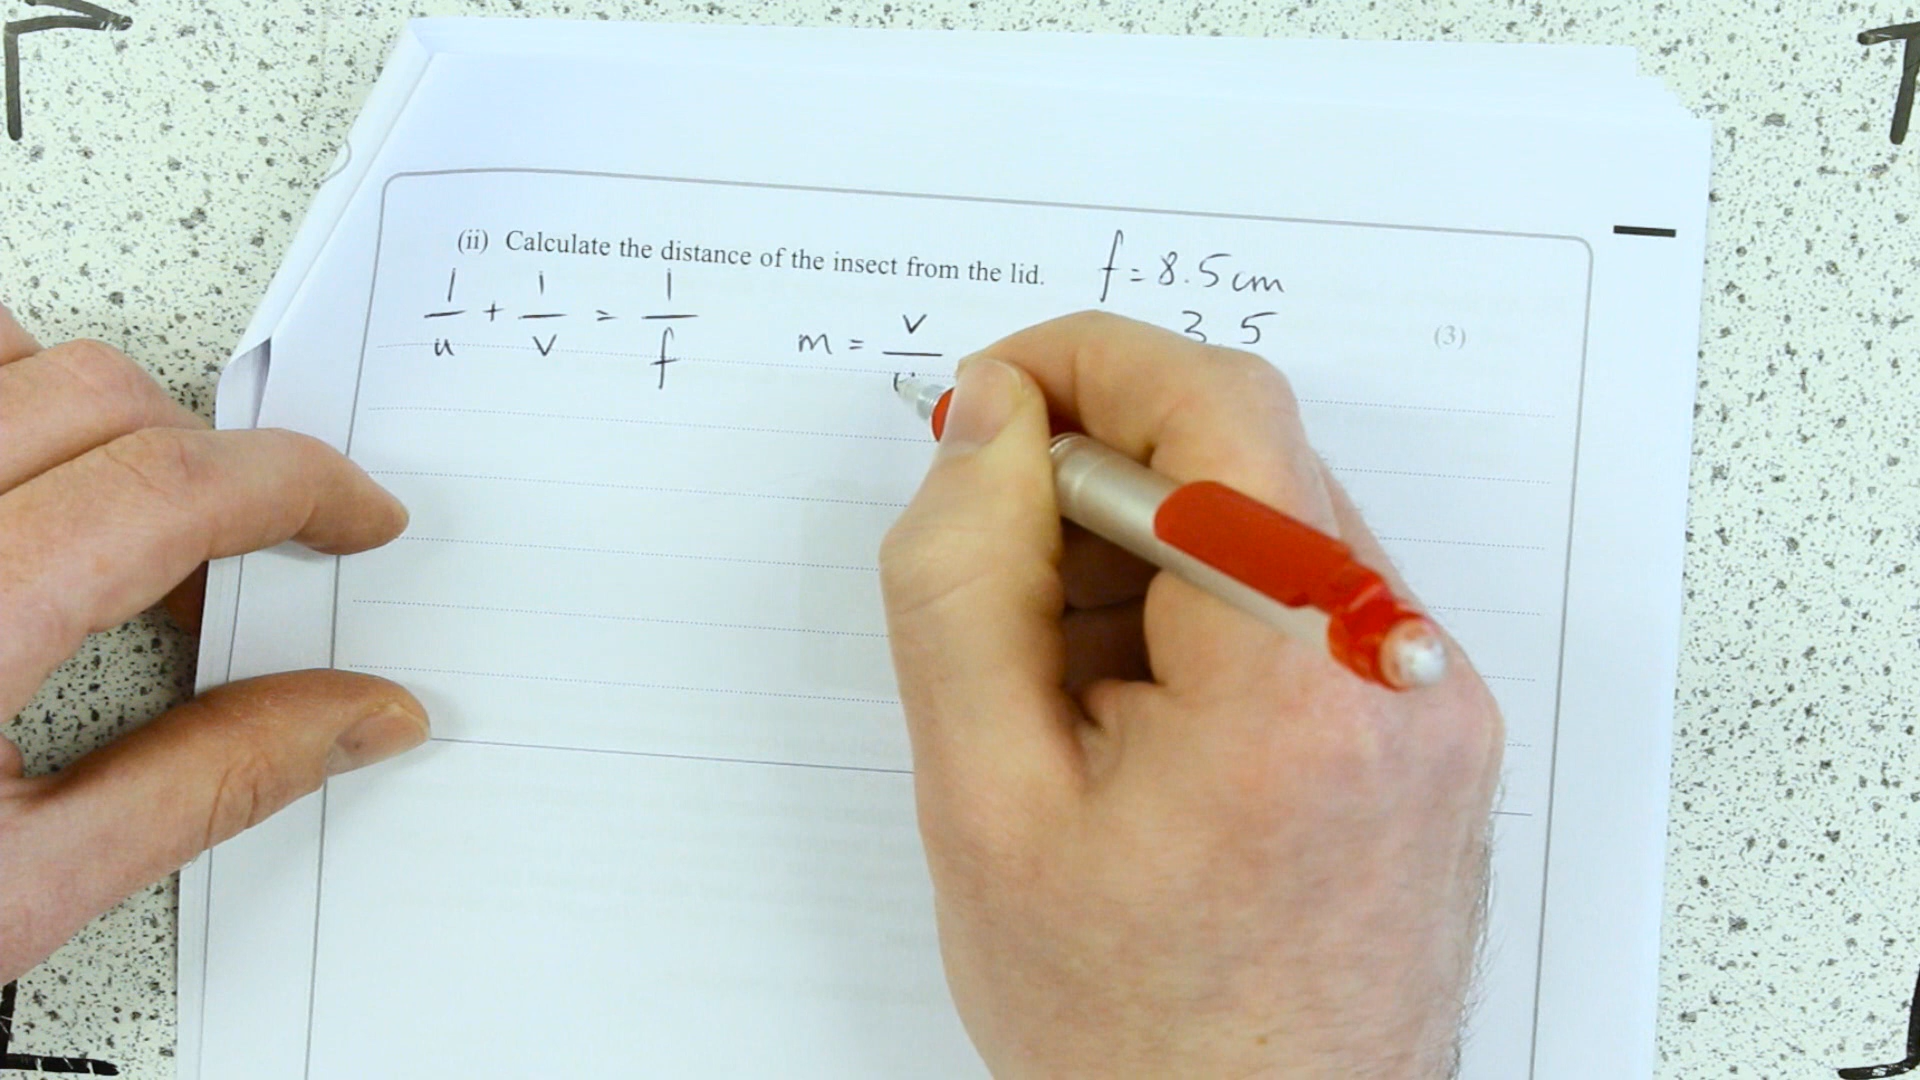 (ii) Calculate the distance of the insect from the lid.
f = 8.5 cm
1/u + 1/v = 1/f
m = v/u
3.5
(3)